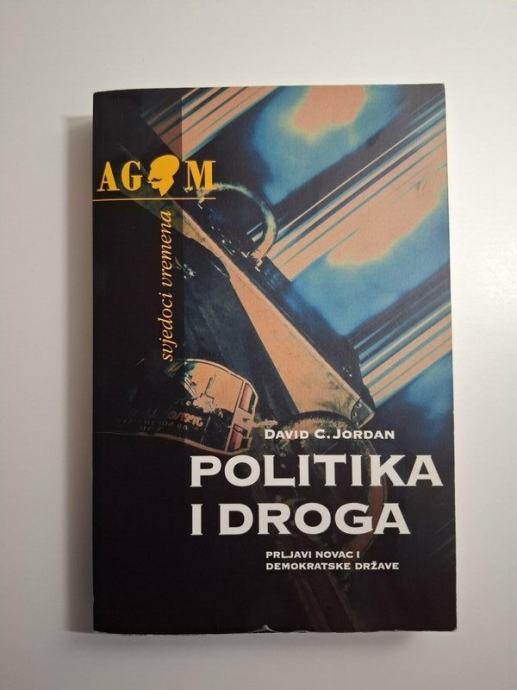 AGM
svjedoci vremena
DAVID C. JORDAN
POLITIKA
I DROGA
PRLJAVI NOVAC I
DEMOKRATSKE DRŽAVE